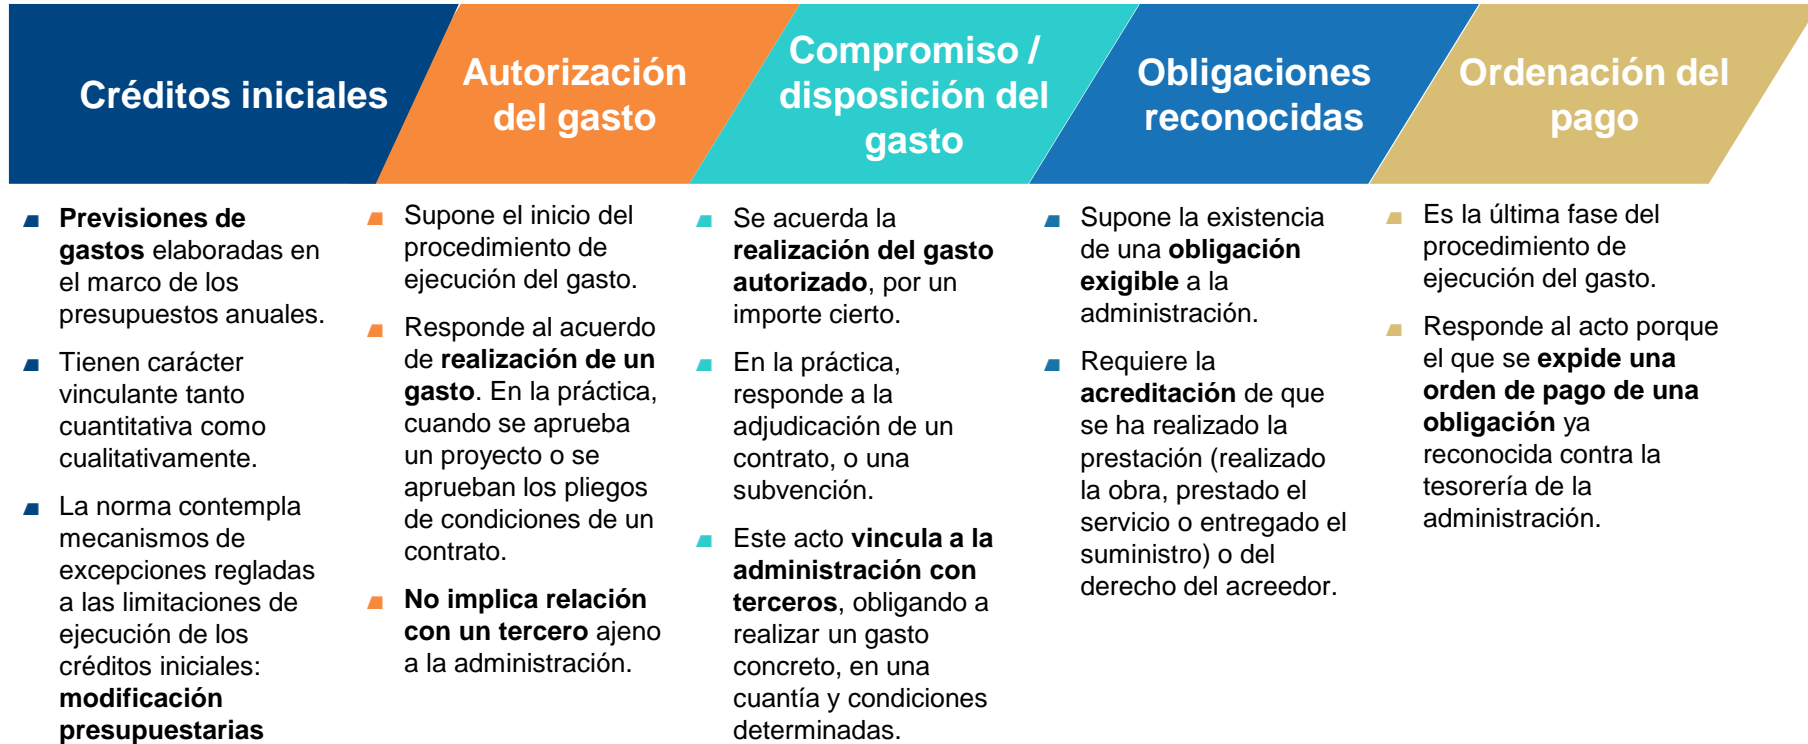 Créditos iniciales
Autorización
del gasto
Compromiso /
disposición del
gasto
Obligaciones
reconocidas
Ordenación del
pago
Previsiones de
gastos elaboradas en
el marco de los
presupuestos anuales.
Tienen carácter
vinculante tanto
cuantitativa como
cualitativamente.
La norma contempla
mecanismos de
excepciones regladas
a las limitaciones de
ejecución de los
créditos iniciales:
modificación
presupuestarias
Supone el inicio del
procedimiento de
ejecución del gasto.
Responde al acuerdo
de realización de un
gasto. En la práctica,
cuando se aprueba
un proyecto o se
aprueban los pliegos
de condiciones de un
contrato.
No implica relación
con un tercero ajeno
a la administración.
Se acuerda la
realización del gasto
autorizado, por un
importe cierto.
En la práctica,
responde a la
adjudicación de un
contrato, o una
subvención.
Este acto vincula a la
administración con
terceros, obligando a
realizar un gasto
concreto, en una
cuantía y condiciones
determinadas.
Supone la existencia
de una obligación
exigible a la
administración.
Requiere la
acreditación de que
se ha realizado la
prestación (realizado
la obra, prestado el
servicio o entregado el
suministro) o del
derecho del acreedor.
Es la última fase del
procedimiento de
ejecución del gasto.
Responde al acto porque
el que se expide una
orden de pago de una
obligación ya
reconocida contra la
tesorería de la
administración.